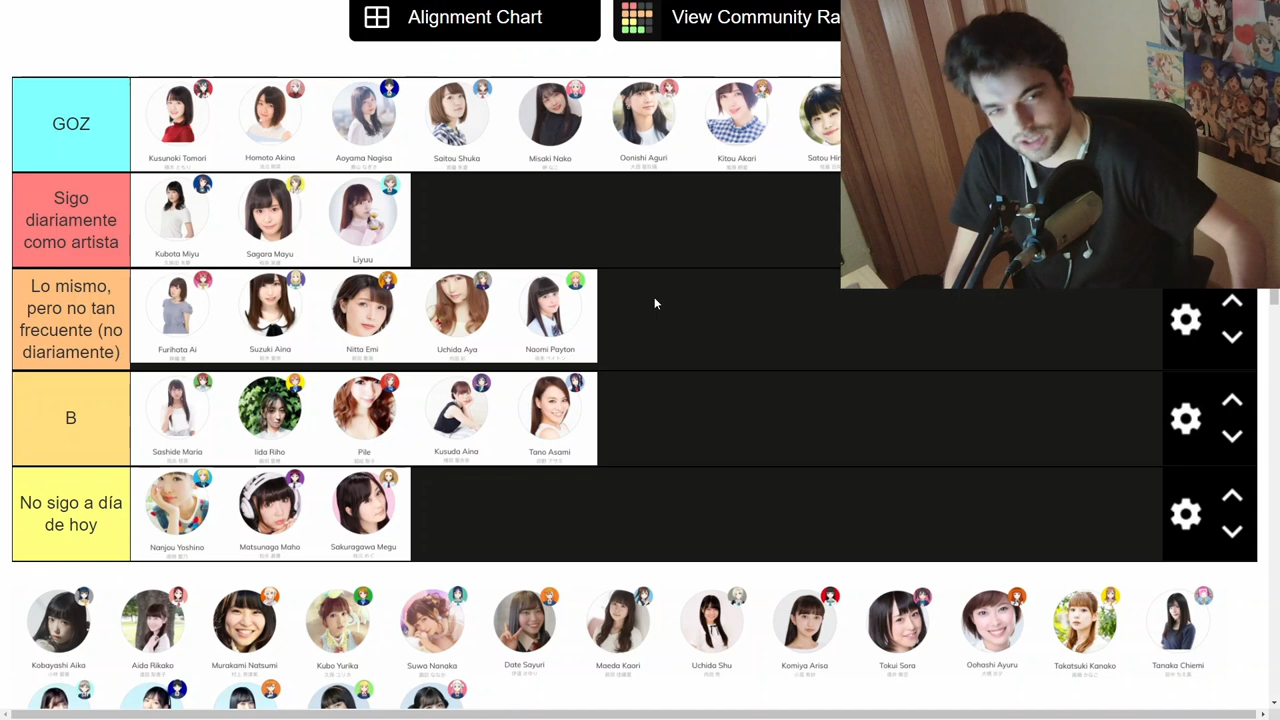 Alignment Chart
View Community Ra
GOZ
Kusunoki Tomori
Homoto Akina
Aoyama Nagisa
Saitou Shuka
Misaki Nako
Oonishi Aguri
Kitou Akari
Satou Hin
Sigo
diariamente
como artista
Kubota Miyu
Sagara Mayu
Liyuu
Lo mismo,
pero no tan
frecuente (no
diariamente)
Furihata Ai
Suzuki Aina
Nitta Emi
Uchida Aya
Naomi Payton
B
Sashide Maria
Iida Riho
Pile
Kusuda Aina
Tano Asami
No sigo a día
de hoy
Nanjou Yoshino
Matsunaga Maho
Sakuragawa Megu
Kobayashi Aika
Aida Rikako
Murakami Natsumi
Kubo Yurika
Suwa Nanaka
Date Sayuri
Maeda Kaori
Uchida Shu
Komiya Arisa
Tokui Sora
Oohashi Ayuru
Takatsuki Kanako
Tanaka Chiemi